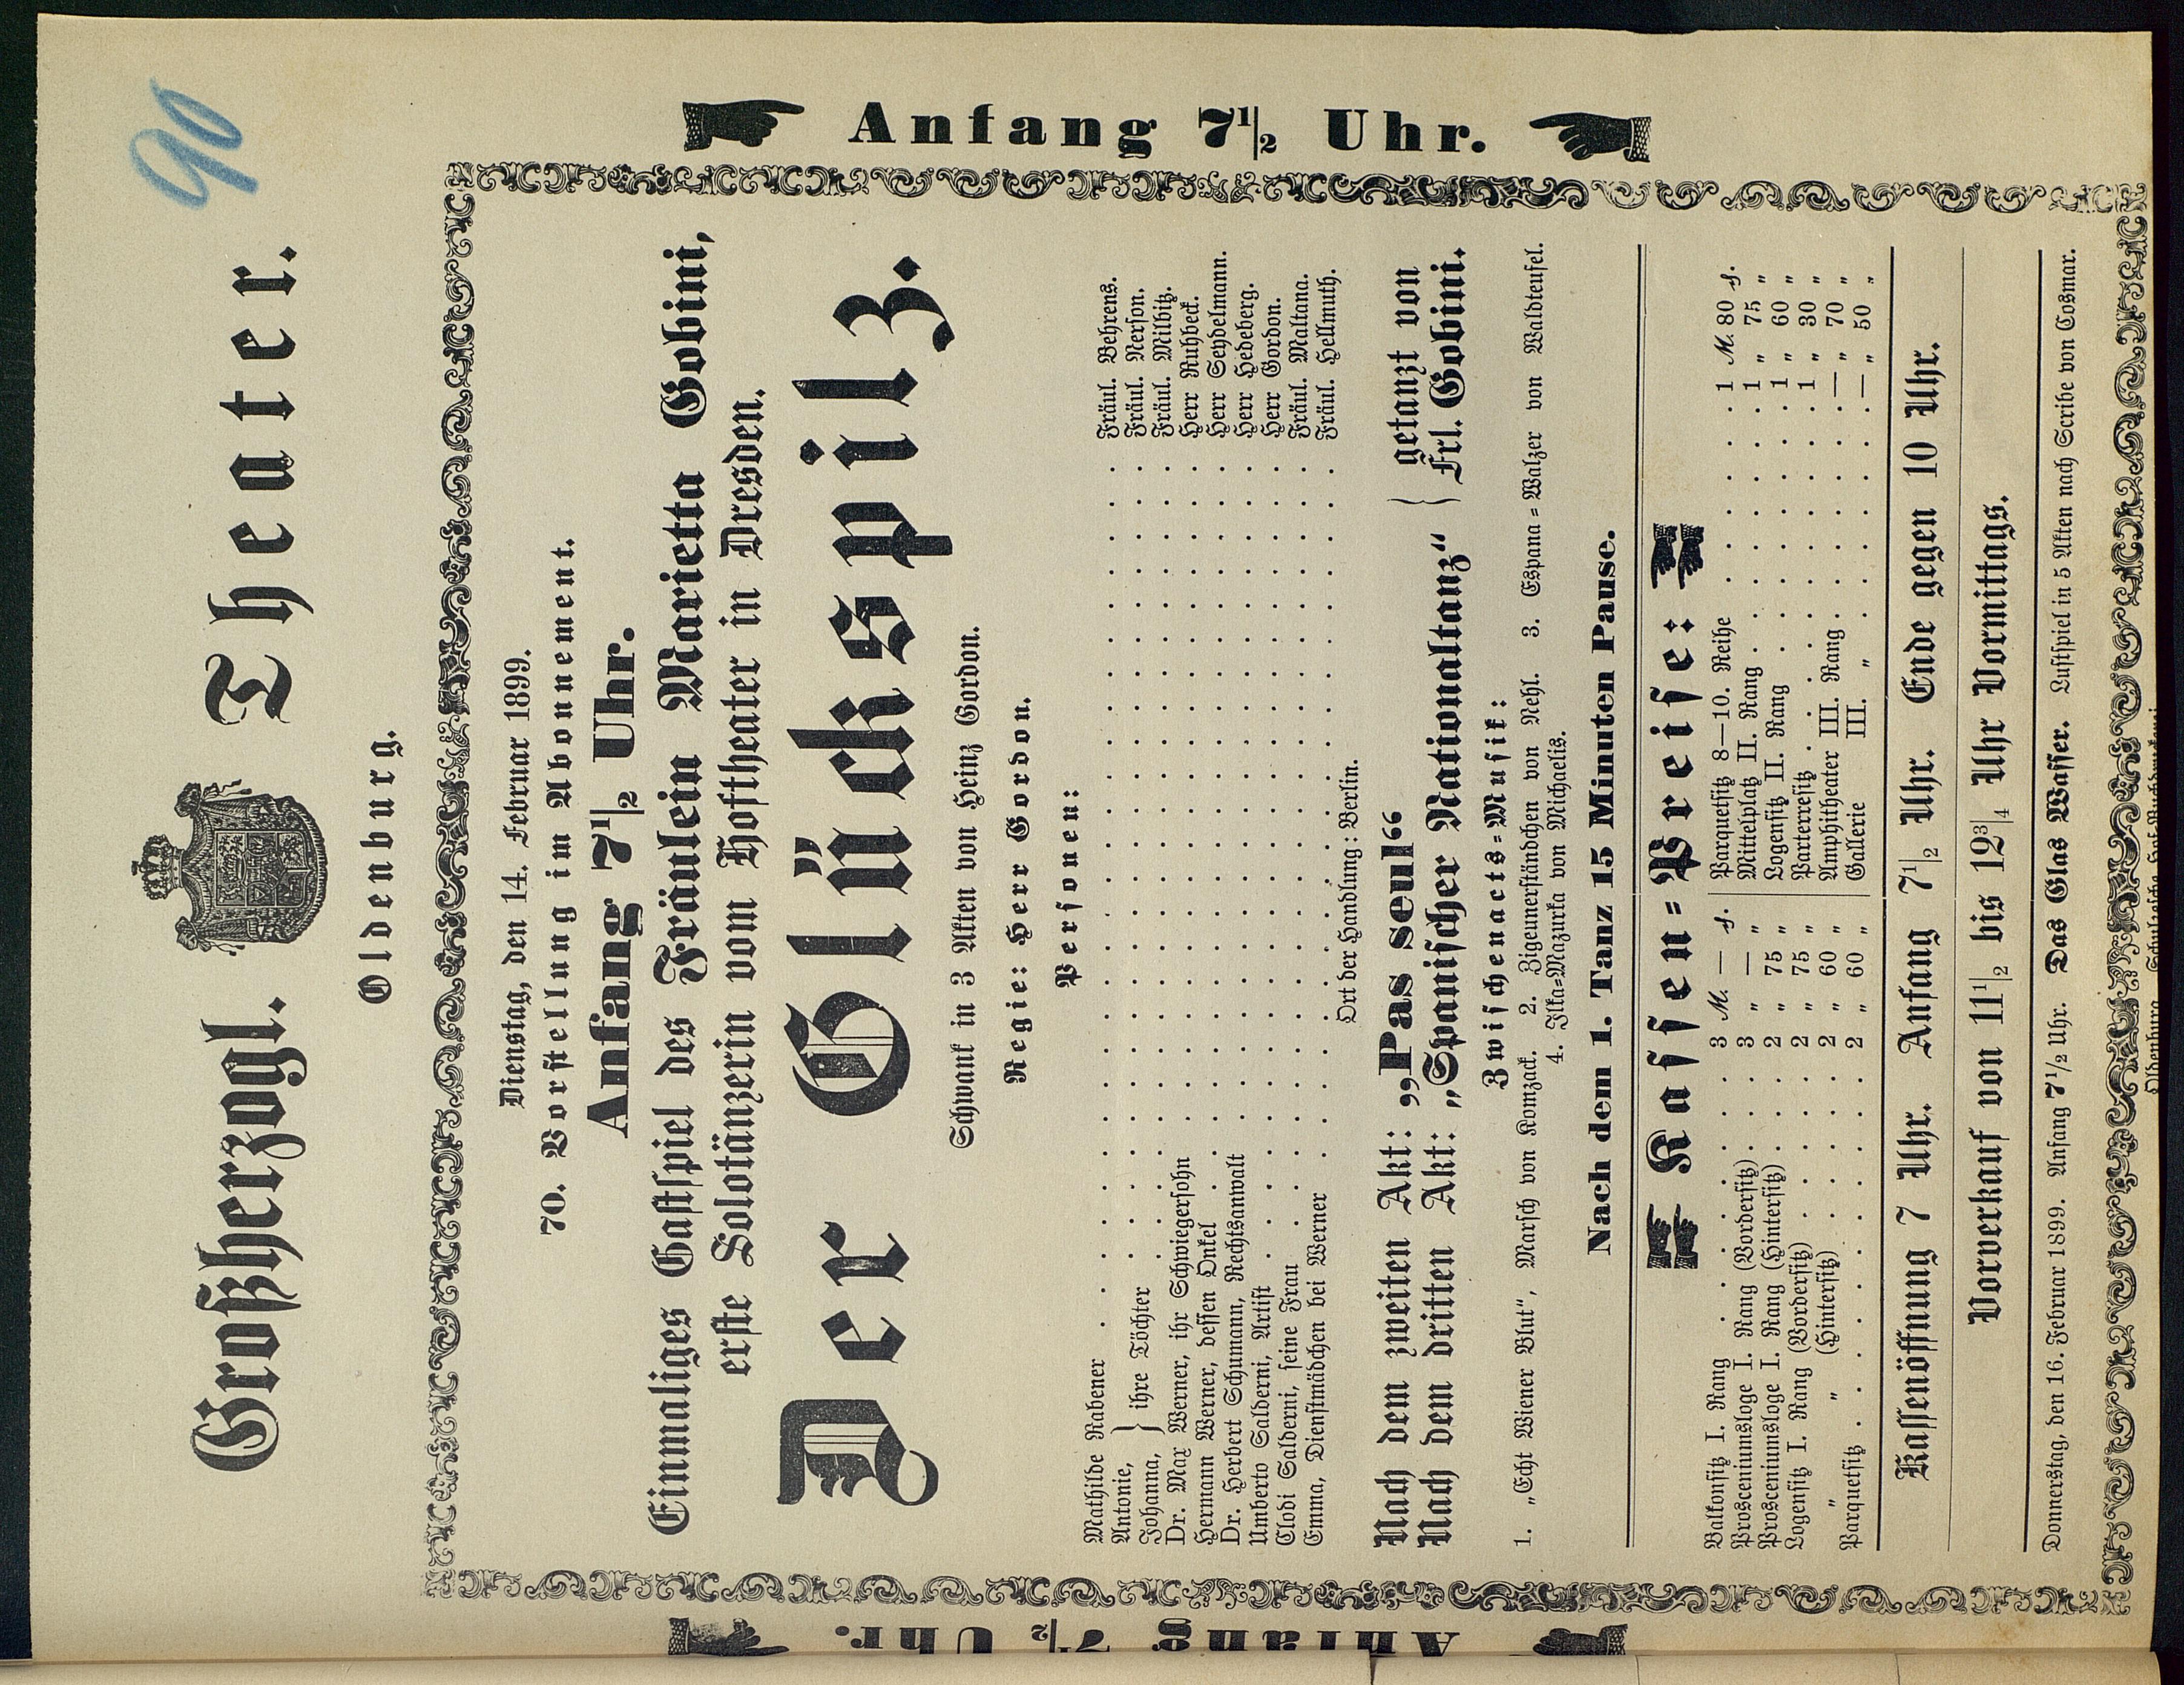 90
Großherzogl. Theater.
Oldenburg.
Anfang 7½ Uhr.
Anfang 7½ Uhr.
Dienstag, den 14. Februar 1899.
70. Vorstellung im Abonnement.
Anfang 7½ Uhr.
Einmaliges Gastspiel des Fräulein Marietta Gobini,
erste Solotänzerin vom Hoftheater in Dresden.
Der Glückspilz.
Schwank in 3 Akten von Heinz Gordon.
Regie: Herr Gordon.
Personen:
Mathilde Rabener . . . Fräul. Behrens.
Antonie, } ihre Töchter . . . Fräul. Nerson.
Johanna, . . . Fräul. Milbitz.
Dr. Max Werner, ihr Schwiegersohn . . . Herr Ruhbeck.
Hermann Werner, dessen Onkel . . . Herr Seydelmann.
Dr. Herbert Schumann, Rechtsanwalt . . . Herr Hedeberg.
Umberto Salderni, Artist . . . Herr Gordon.
Clodi Salderni, seine Frau . . . Fräul. Maltana.
Emma, Dienstmädchen bei Werner . . . Fräul. Hellmuth.
Ort der Handlung: Berlin.
Nach dem zweiten Akt: „Pas seul“ } getanzt von
Nach dem dritten Akt: „Spanischer Nationaltanz“ Frl. Gobini.
Zwischenacts-Musik:
1. „Echt Wiener Blut“, Marsch von Komzack. 2. Zigeunerständchen von Nehl. 3. Espana-Walzer von Waldteufel.
4. Ilka-Mazurka von Michaelis.
Nach dem 1. Tanz 15 Minuten Pause.
Kassen-Preise:
Balkonsitz I. Rang . . . 3 M. — ₰.
Prosceniumsloge I. Rang (Vordersitz) . . . 3 „ — „
Prosceniumsloge I. Rang (Hintersitz) . . . 2 „ 75 „
Logensitz I. Rang (Vordersitz) . . . 2 „ 75 „
„ „ (Hintersitz) . . . 2 „ 60 „
Parquetsitz . . . 2 „ 60 „
Parquetsitz 8—10. Reihe . . . 1 M. 80 ₰.
Mittelplatz II. Rang . . . 1 „ 75 „
Logensitz II. Rang . . . 1 „ 60 „
Parterresitz . . . 1 „ 30 „
Amphitheater III. Rang . . . — „ 70 „
Gallerie III. „ . . . — „ 50 „
Kassenöffnung 7 Uhr. Anfang 7½ Uhr. Ende gegen 10 Uhr.
Vorverkauf von 11½ bis 12¾ Uhr Vormittags.
Donnerstag, den 16. Februar 1899. Anfang 7½ Uhr. Das Glas Wasser. Lustspiel in 5 Akten nach Scribe von Cosmar.